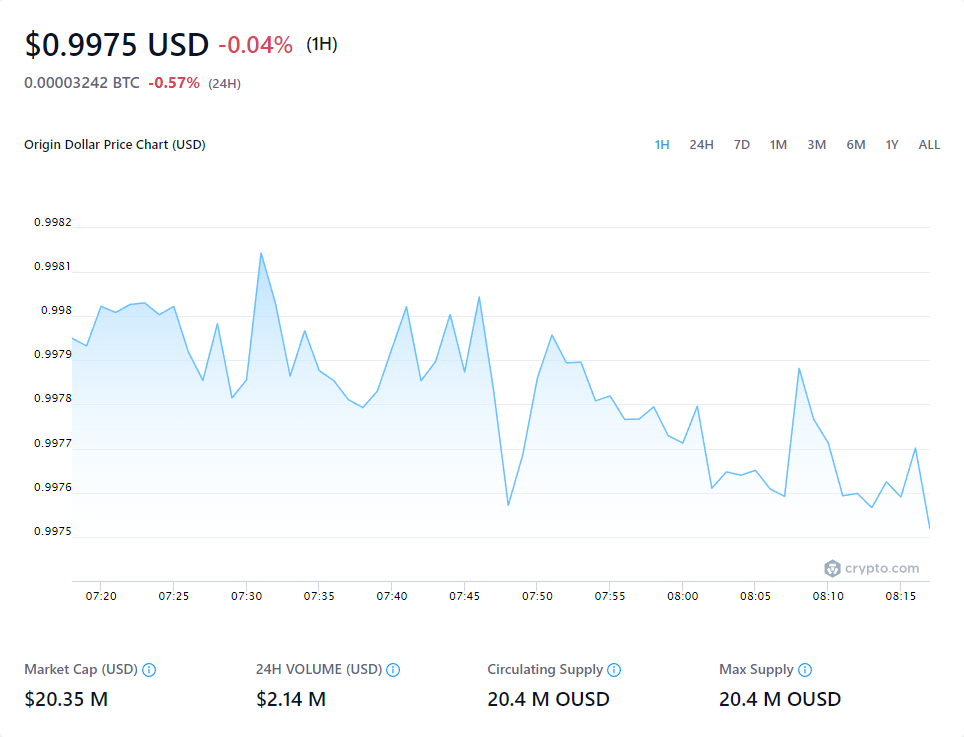 $0.9975 USD -0.04% (1H)
0.00003242 BTC -0.57% (24H)
Origin Dollar Price Chart (USD) 1H 24H 7D 1M 3M 6M 1Y ALL
0.9982
0.9981
0.998
0.9979
0.9978
0.9977
0.9976
0.9975
crypto.com
07:20 07:25 07:30 07:35 07:40 07:45 07:50 07:55 08:00 08:05 08:10 08:15
Market Cap (USD) 24H VOLUME (USD) Circulating Supply Max Supply
$20.35 M $2.14 M 20.4 M OUSD 20.4 M OUSD